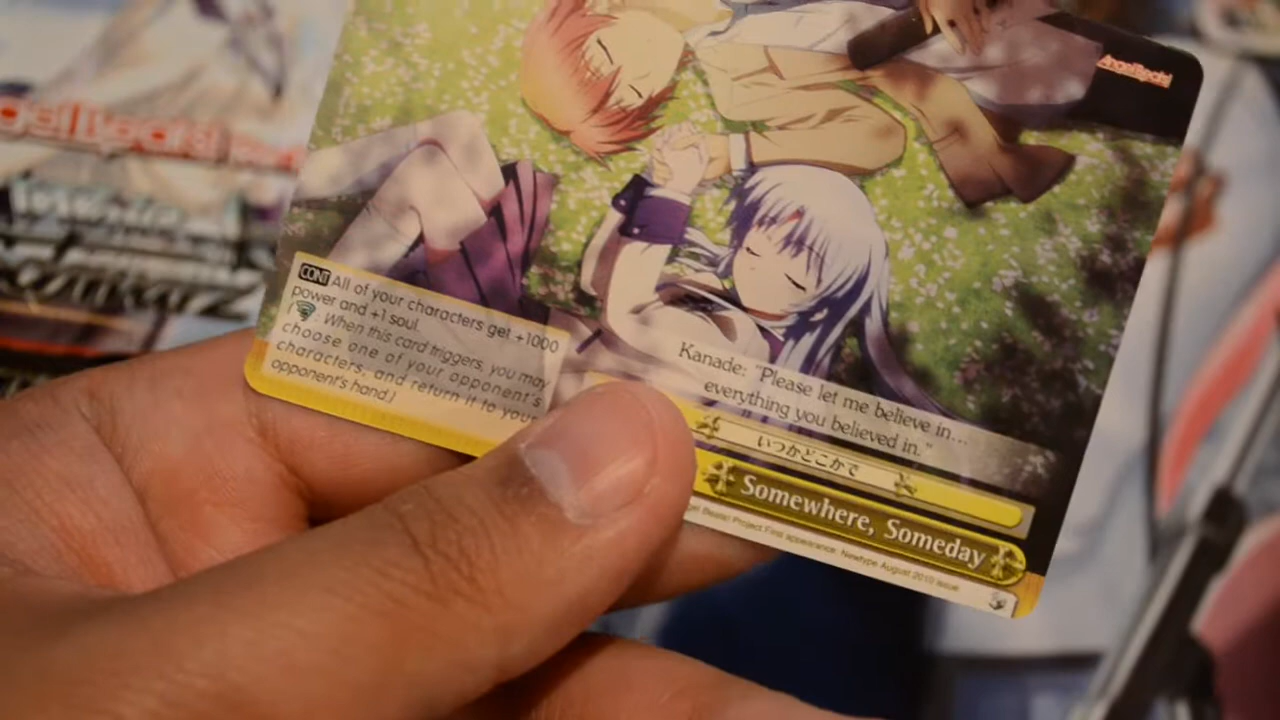 Angel Beats!
CONT All of your characters get +1000
power and +1 soul.
( : When this card triggers, you may
choose one of your opponent's
characters, and return it to your
opponent's hand.)
Kanade: "Please let me believe in...
everything you believed in."
いつかどこかで
Somewhere, Someday
Beats! Project First appearance: Newtype August 2010 issue